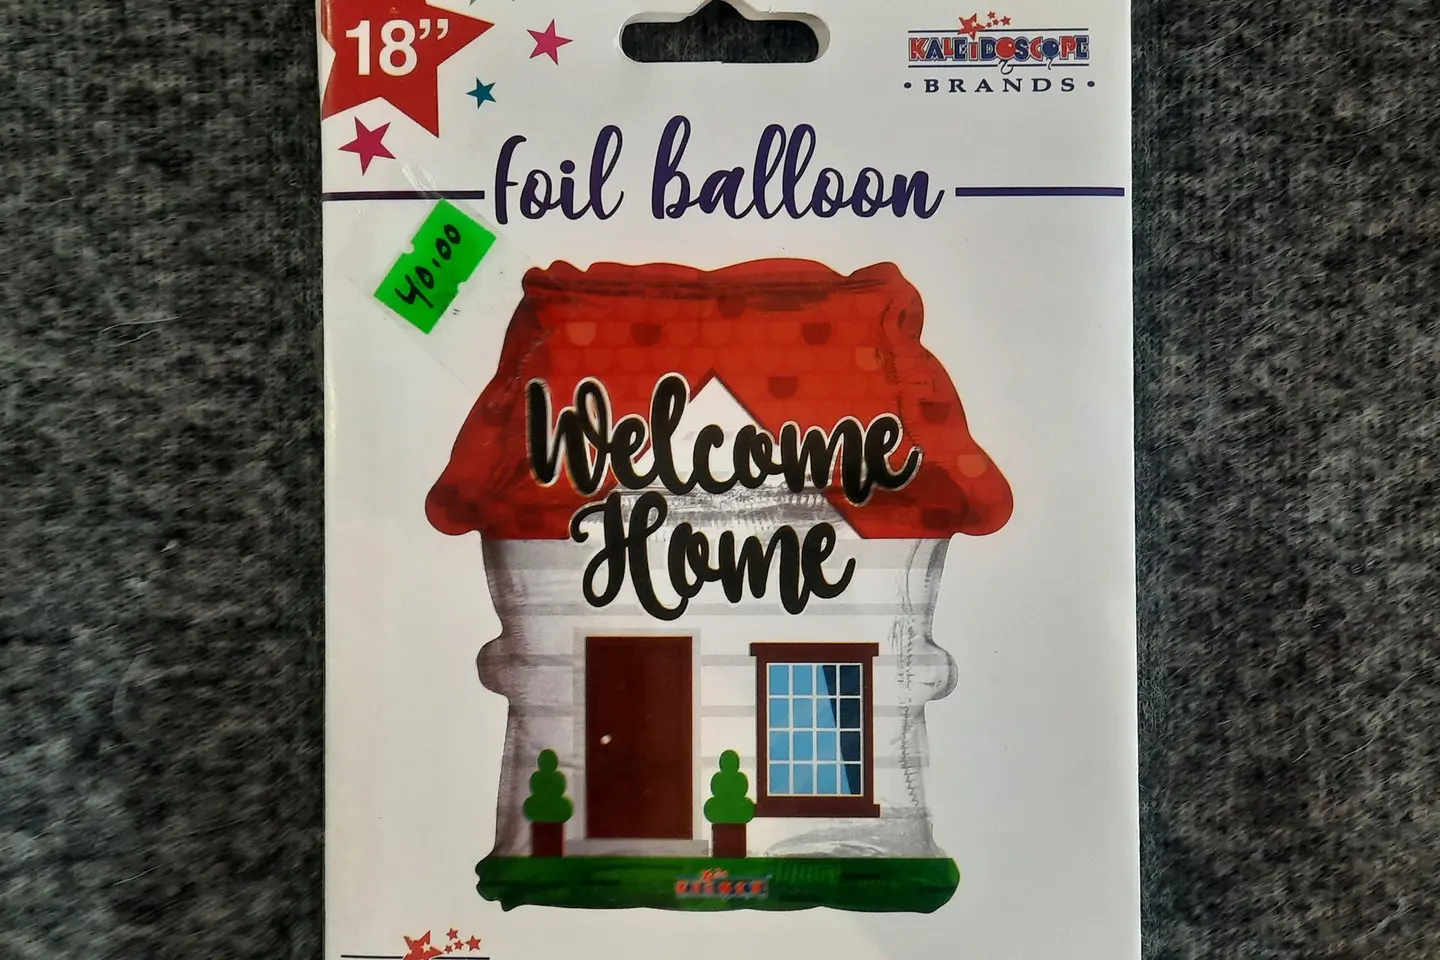 18”
KALEIDOSCOPE
• BRANDS •
foil balloon
40.00
Welcome
Home